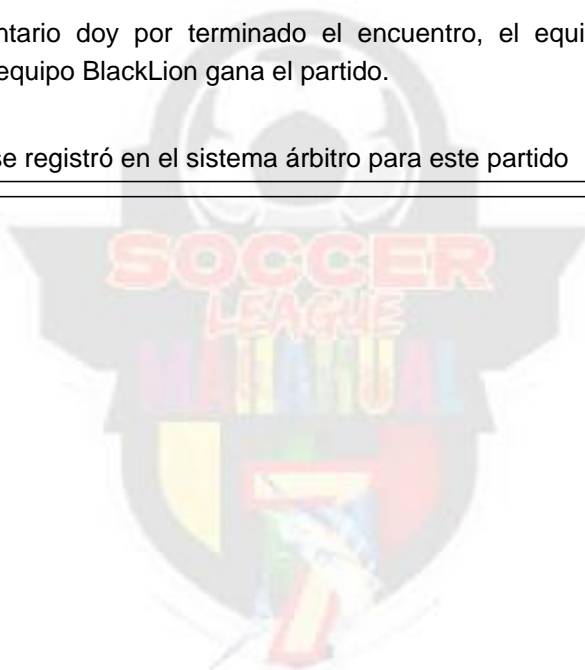 ntario doy por terminado el encuentro, el equi
equipo BlackLion gana el partido.
se registró en el sistema árbitro para este partido
SOCCER
LEAGUE
7